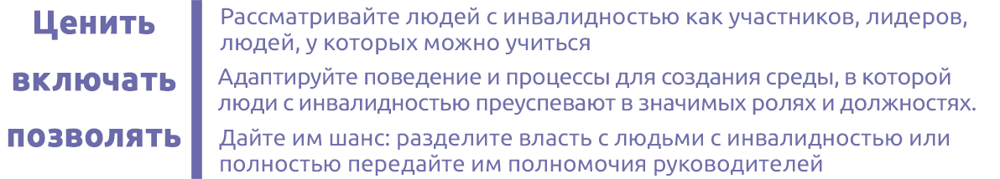 Ценить
Рассматривайте людей с инвалидностью как участников, лидеров,
людей, у которых можно учиться
включать
Адаптируйте поведение и процессы для создания среды, в которой
люди с инвалидностью преуспевают в значимых ролях и должностях.
позволять
Дайте им шанс: разделите власть с людьми с инвалидностью или
полностью передайте им полномочия руководителей